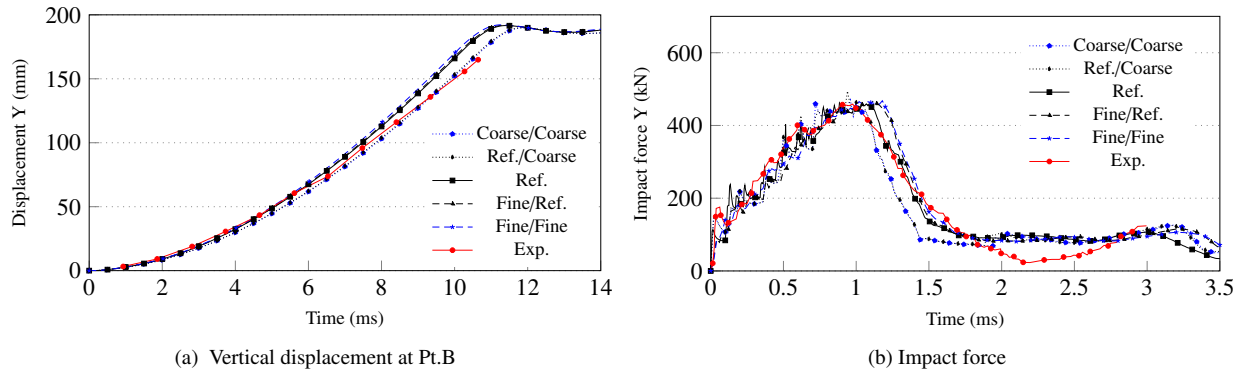 200
150
100
50
0
Displacement Y (mm)
Coarse/Coarse
Ref./Coarse
Ref.
Fine/Ref.
Fine/Fine
Exp.
0 2 4 6 8 10 12 14
Time (ms)
(a) Vertical displacement at Pt.B
600
400
200
0
Impact force Y (kN)
Coarse/Coarse
Ref./Coarse
Ref.
Fine/Ref.
Fine/Fine
Exp.
0 0.5 1 1.5 2 2.5 3 3.5
Time (ms)
(b) Impact force